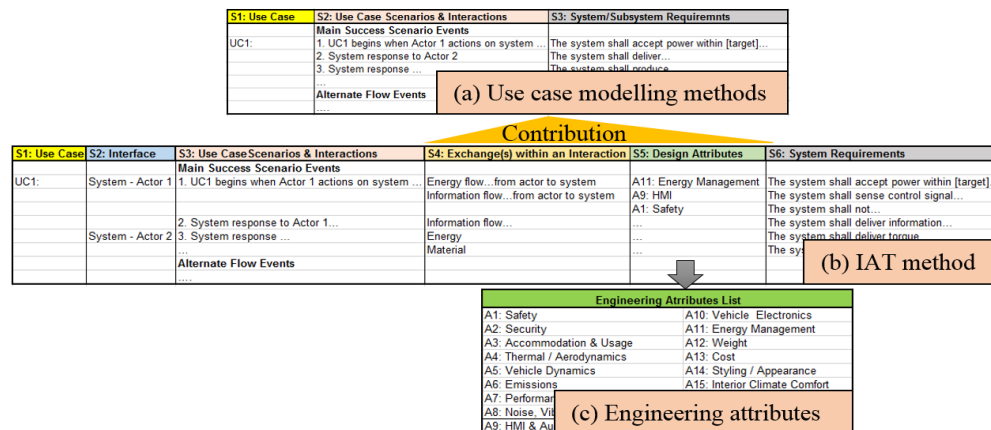 S1: Use Case S2: Use Case Scenarios & Interactions S3: System/Subsystem Requiremnts
Main Success Scenario Events
UC1: 1. UC1 begins when Actor 1 actions on system ... The system shall accept power within [target]...
2. System response to Actor 2 The system shall deliver...
3. System response ... The system shall produce
...
Alternate Flow Events
....
(a) Use case modelling methods
Contribution
S1: Use Case S2: Interface S3: Use CaseScenarios & Interactions S4: Exchange(s) within an Interaction S5: Design Attributes S6: System Requirements
Main Success Scenario Events
UC1: System - Actor 1 1. UC1 begins when Actor 1 actions on system ... Energy flow...from actor to system A11: Energy Management The system shall accept power within [target].
Information flow...from actor to system A9: HMI The system shall sense control signal...
A1: Safety The system shall not...
2. System response to Actor 1... Information flow... ... The system shall deliver information...
System - Actor 2 3. System response ... Energy ... The system shall deliver torque
... Material ... The sys
Alternate Flow Events
....
(b) IAT method
Engineering Atrributes List
A1: Safety A10: Vehicle Electronics
A2: Security A11: Energy Management
A3: Accommodation & Usage A12: Weight
A4: Thermal / Aerodynamics A13: Cost
A5: Vehicle Dynamics A14: Styling / Appearance
A6: Emissions A15: Interior Climate Comfort
A7: Performan
A8: Noise, Vib
A9: HMI & Au
(c) Engineering attributes